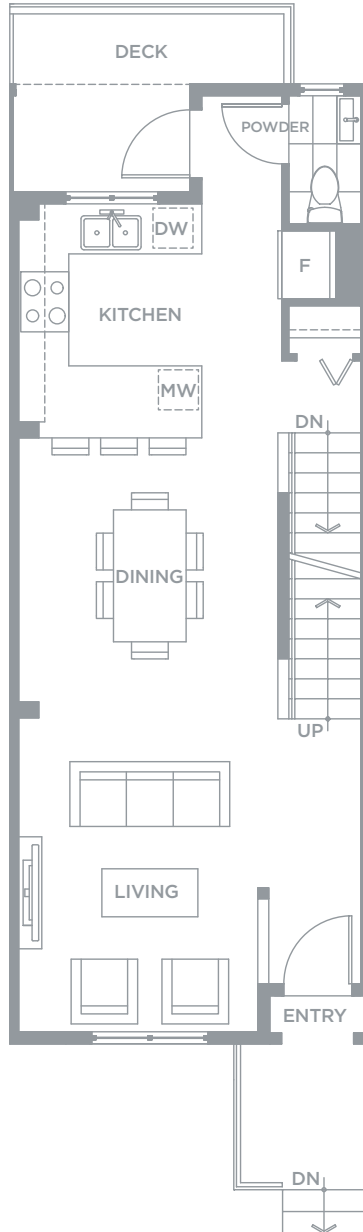 DECK
POWDER
DW
F
KITCHEN
MW
DN
DINING
UP
LIVING
ENTRY
DN